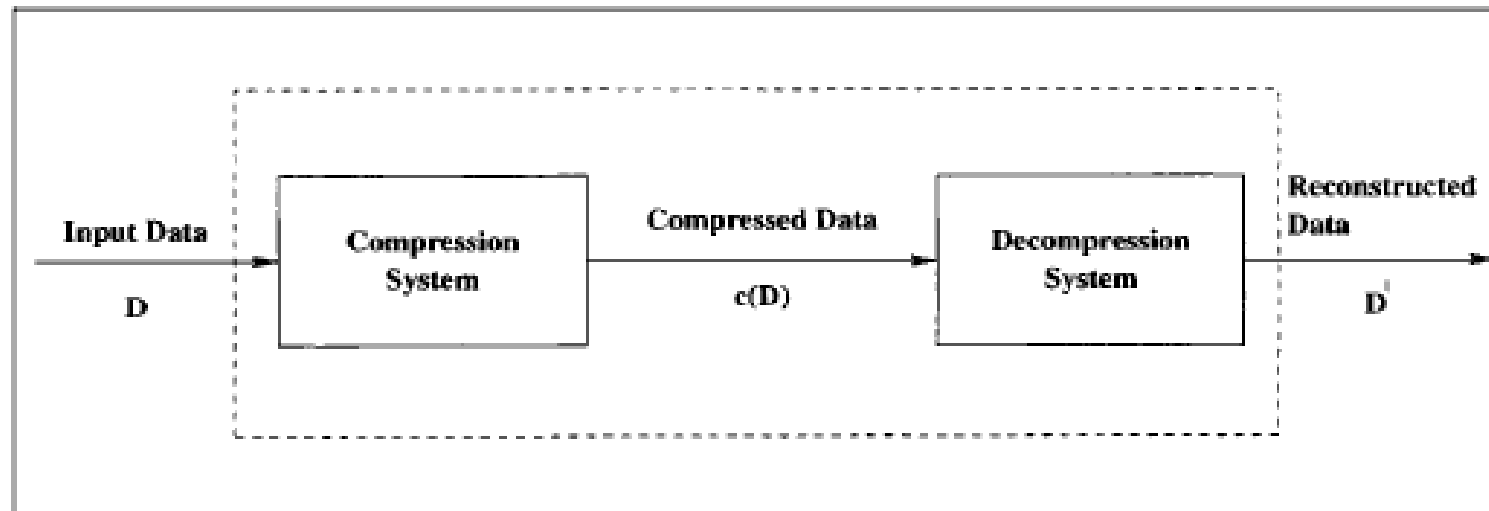 Input Data
D
Compression
System
Compressed Data
c(D)
Decompression
System
Reconstructed
Data
D'